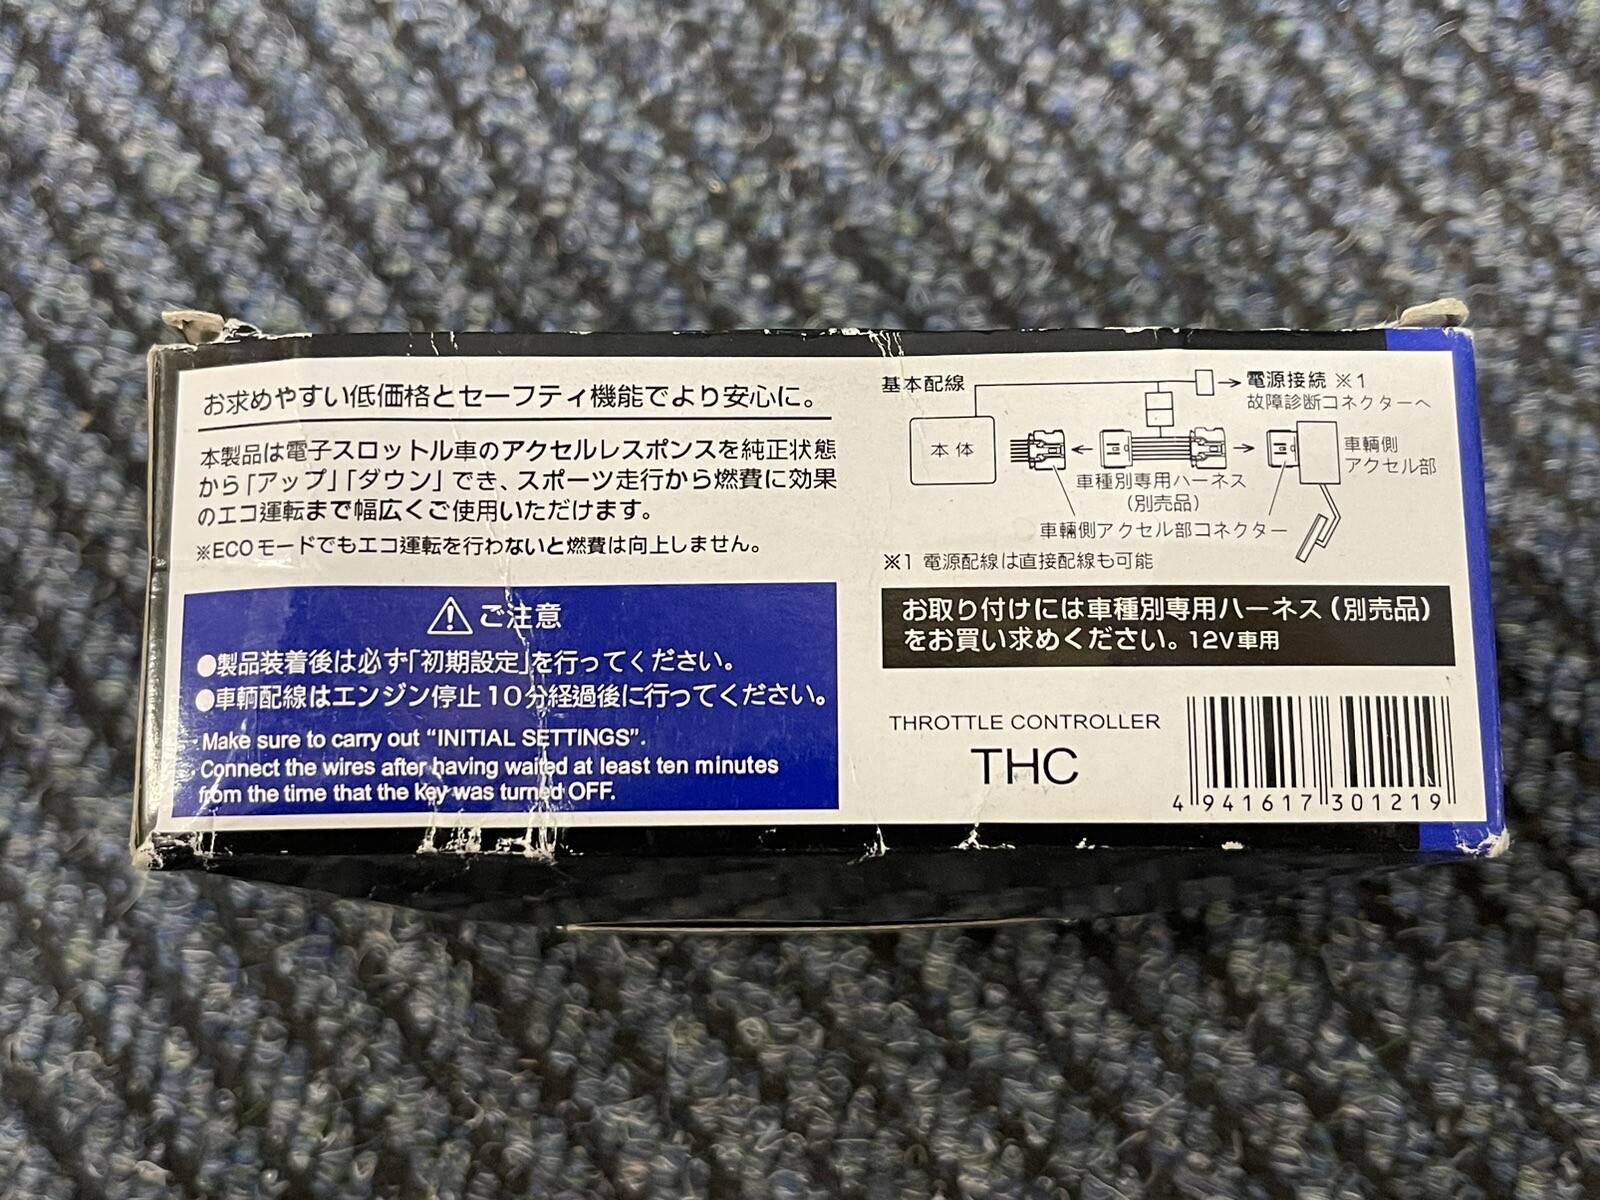 お求めやすい低価格とセーフティ機能でより安心に。
本製品は電子スロットル車のアクセルレスポンスを純正状態
から「アップ」「ダウン」でき、スポーツ走行から燃費に効果
のエコ運転まで幅広くご使用いただけます。
※ECOモードでもエコ運転を行わないと燃費は向上しません。
ご注意
●製品装着後は必ず「初期設定」を行ってください。
●車輌配線はエンジン停止10分経過後に行ってください。
Make sure to carry out “INITIAL SETTINGS”.
Connect the wires after having waited at least ten minutes
from the time that the Key was turned OFF.
基本配線
電源接続 ※1
故障診断コネクターへ
本体
車輌側
アクセル部
車種別専用ハーネス
(別売品)
車輌側アクセル部コネクター
※1 電源配線は直接配線も可能
お取り付けには車種別専用ハーネス(別売品)
をお買い求めください。12V車用
THROTTLE CONTROLLER
THC
4 941617 301219